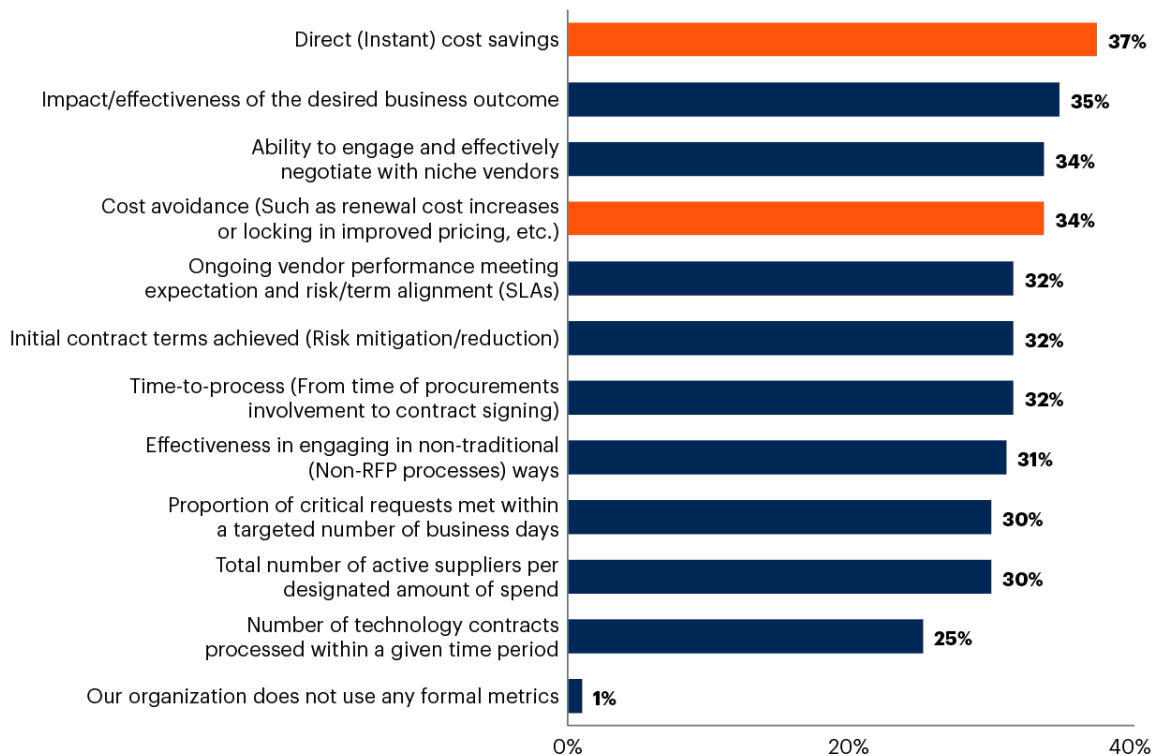 Direct (Instant) cost savings
37%
Impact/effectiveness of the desired business outcome
35%
Ability to engage and effectively
negotiate with niche vendors
34%
Cost avoidance (Such as renewal cost increases
or locking in improved pricing, etc.)
34%
Ongoing vendor performance meeting
expectation and risk/term alignment (SLAs)
32%
Initial contract terms achieved (Risk mitigation/reduction)
32%
Time-to-process (From time of procurements
involvement to contract signing)
32%
Effectiveness in engaging in non-traditional
(Non-RFP processes) ways
31%
Proportion of critical requests met within
a targeted number of business days
30%
Total number of active suppliers per
designated amount of spend
30%
Number of technology contracts
processed within a given time period
25%
Our organization does not use any formal metrics
1%
0%
20%
40%